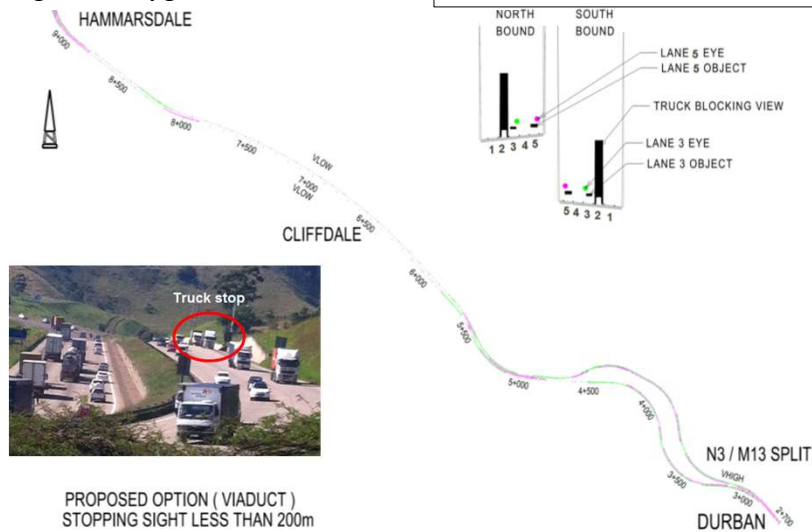 HAMMARSDALE
9+000
8+500
8+000
7+500
VLOW
7+000
VLOW
6+500
CLIFFDALE
6+000
5+500
5+000
4+500
4+000
3+500
N3 / M13 SPLIT
VHIGH
3+000
2+700
DURBAN
NORTH
BOUND
SOUTH
BOUND
LANE 5 EYE
LANE 5 OBJECT
TRUCK BLOCKING VIEW
LANE 3 EYE
LANE 3 OBJECT
1 2 3 4 5
5 4 3 2 1
Truck stop
PROPOSED OPTION ( VIADUCT )
STOPPING SIGHT LESS THAN 200m